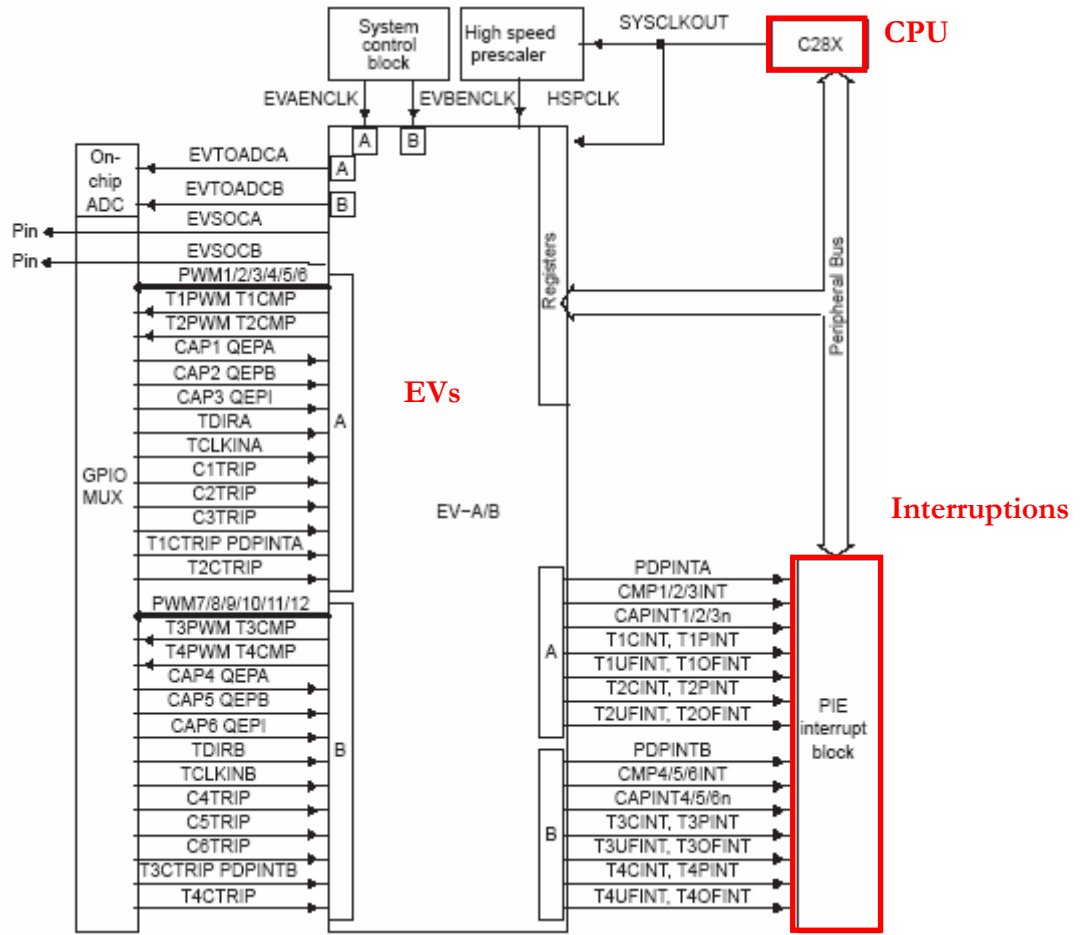 System
control
block
High speed
prescaler
SYSCLKOUT
C28X
CPU
EVAENCLK
EVBENCLK
HSPCLK
A
B
On-
chip
ADC
EVTOADCA
A
EVTOADCB
B
Pin
EVSOCA
Pin
EVSOCB
Registers
Peripheral Bus
PWM1/2/3/4/5/6
T1PWM T1CMP
T2PWM T2CMP
CAP1 QEPA
CAP2 QEPB
CAP3 QEPI
TDIRA
TCLKINA
C1TRIP
C2TRIP
C3TRIP
T1CTRIP PDPINTA
T2CTRIP
A
EVs
GPIO
MUX
EV–A/B
Interruptions
PWM7/8/9/10/11/12
T3PWM T3CMP
T4PWM T4CMP
CAP4 QEPA
CAP5 QEPB
CAP6 QEPI
TDIRB
TCLKINB
C4TRIP
C5TRIP
C6TRIP
T3CTRIP PDPINTB
T4CTRIP
B
A
PDPINTA
CMP1/2/3INT
CAPINT1/2/3n
T1CINT, T1PINT
T1UFINT, T1OFINT
T2CINT, T2PINT
T2UFINT, T2OFINT
B
PDPINTB
CMP4/5/6INT
CAPINT4/5/6n
T3CINT, T3PINT
T3UFINT, T3OFINT
T4CINT, T4PINT
T4UFINT, T4OFINT
PIE
interrupt
block